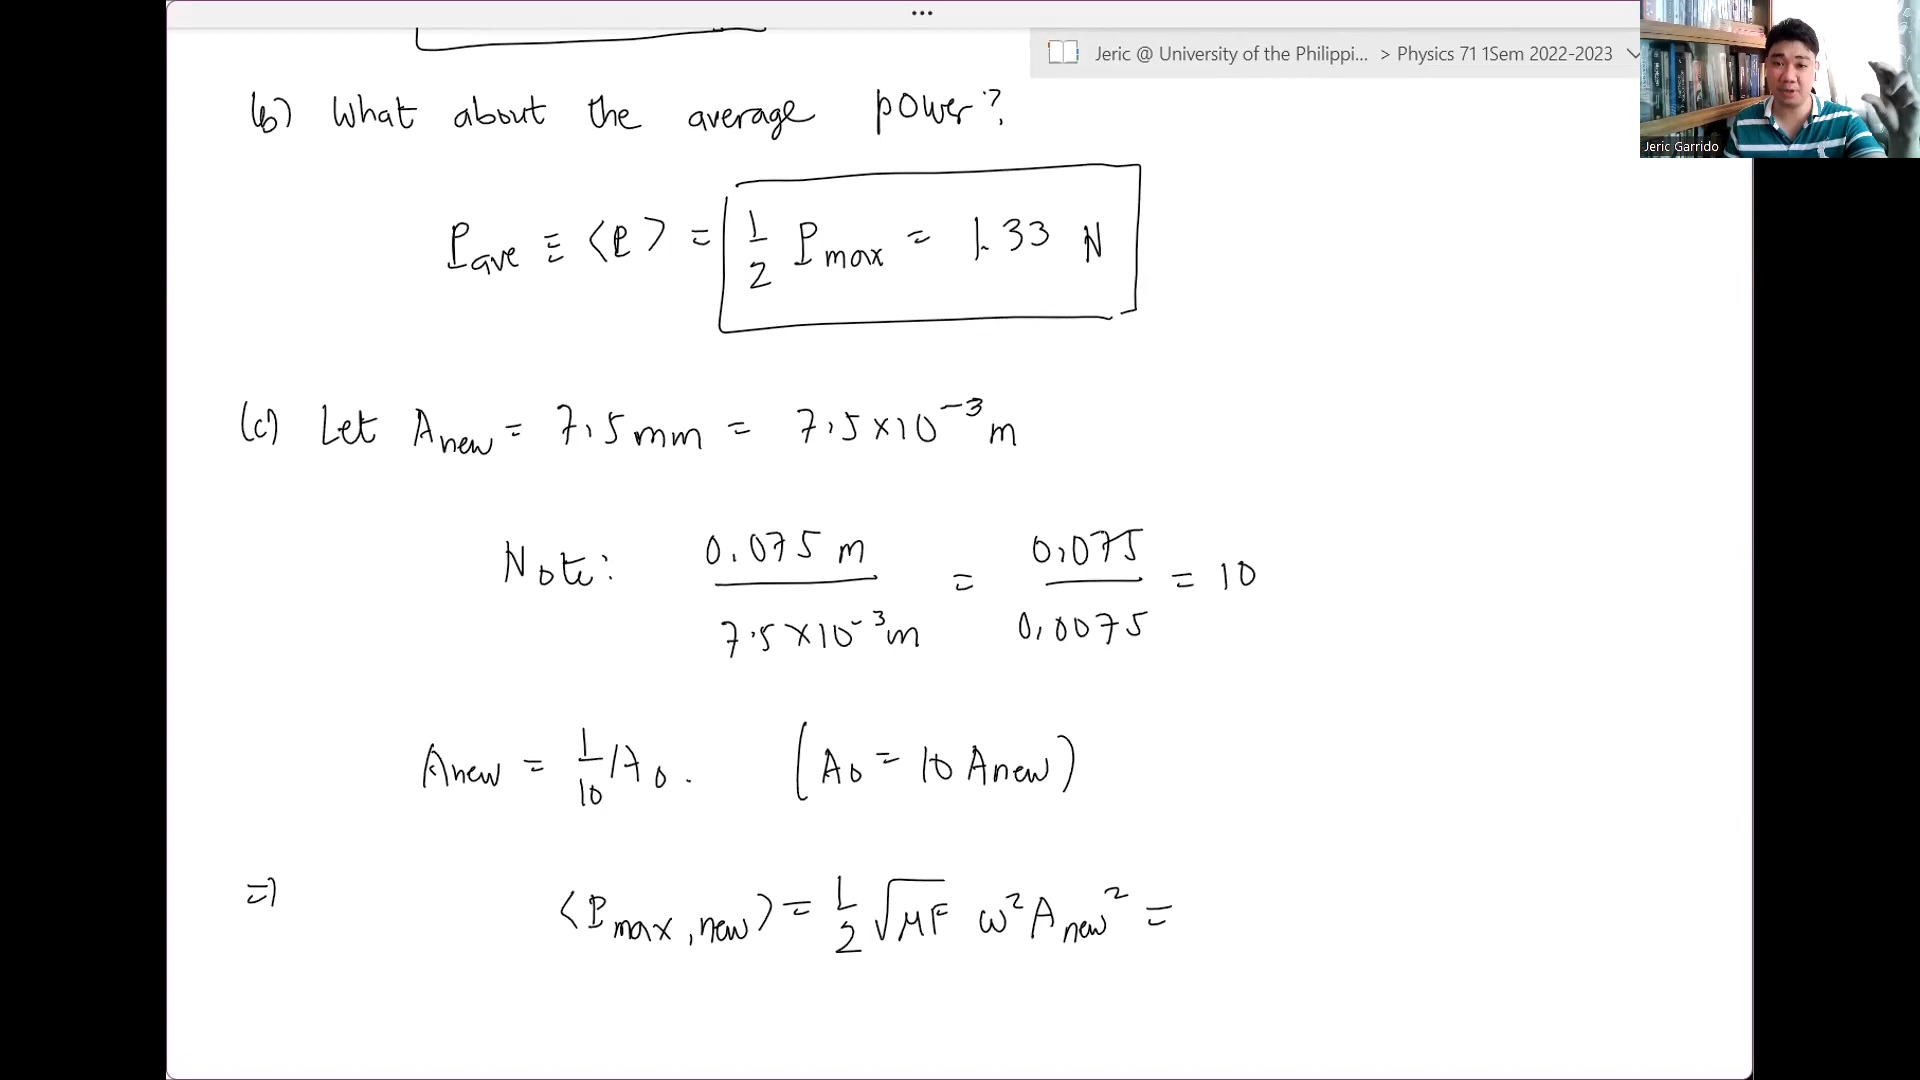 ...
Jeric @ University of the Philippi... > Physics 71 1Sem 2022-2023
Jeric Garrido
(b) What about the average power?
P_ave ≡ ⟨P⟩ = 1/2 P_max = 1.33 N
(c) Let A_new = 7.5 mm = 7.5 × 10^-3 m
Note: 0.075 m / 7.5 × 10^-3 m = 0.075 / 0.0075 = 10
A_new = 1/10 A_0. (A_0 = 10 A_new)
⇒ ⟨P_max, new⟩ = 1/2 √μF ω² A_new² =